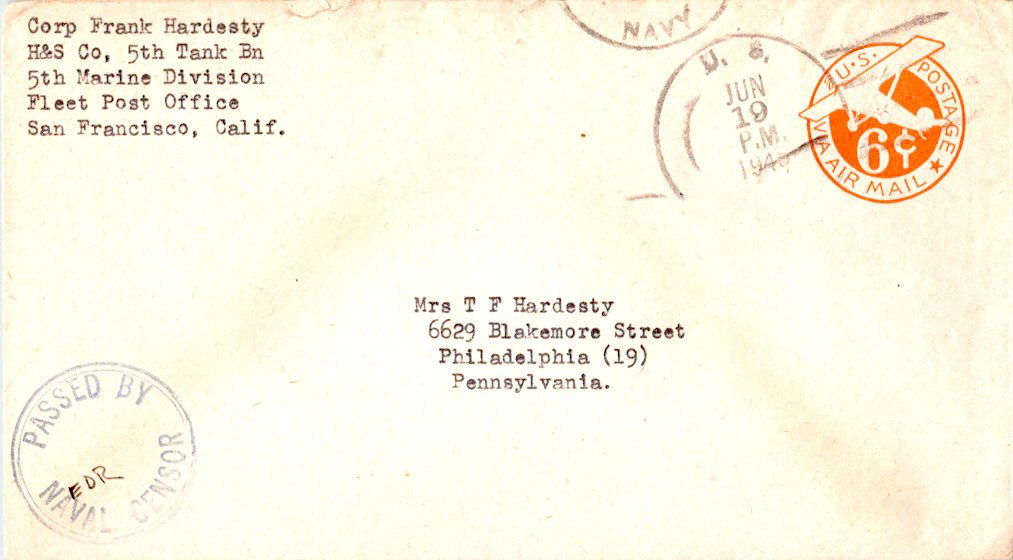 Corp Frank Hardesty
H&S Co, 5th Tank Bn
5th Marine Division
Fleet Post Office
San Francisco, Calif.
NAVY
U. S.
JUN
19
P.M.
U.S. POSTAGE
6¢
VIA AIR MAIL
Mrs T F Hardesty
6629 Blakemore Street
Philadelphia (19)
Pennsylvania.
PASSED BY
EDR
NAVAL CENSOR